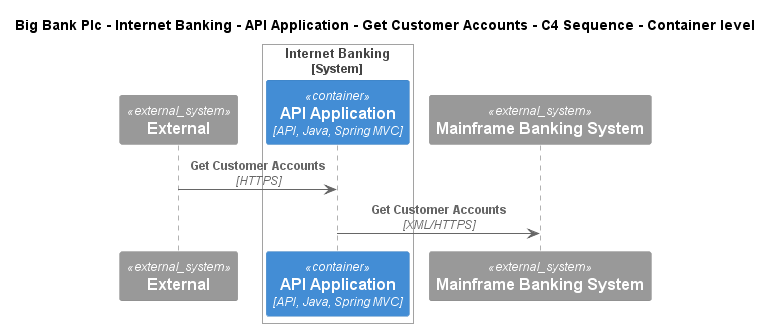 Big Bank Plc - Internet Banking - API Application - Get Customer Accounts - C4 Sequence - Container level
Internet Banking
[System]
«external_system»
External
«container»
API Application
[API, Java, Spring MVC]
«external_system»
Mainframe Banking System
Get Customer Accounts
[HTTPS]
Get Customer Accounts
[XML/HTTPS]
«external_system»
External
«container»
API Application
[API, Java, Spring MVC]
«external_system»
Mainframe Banking System